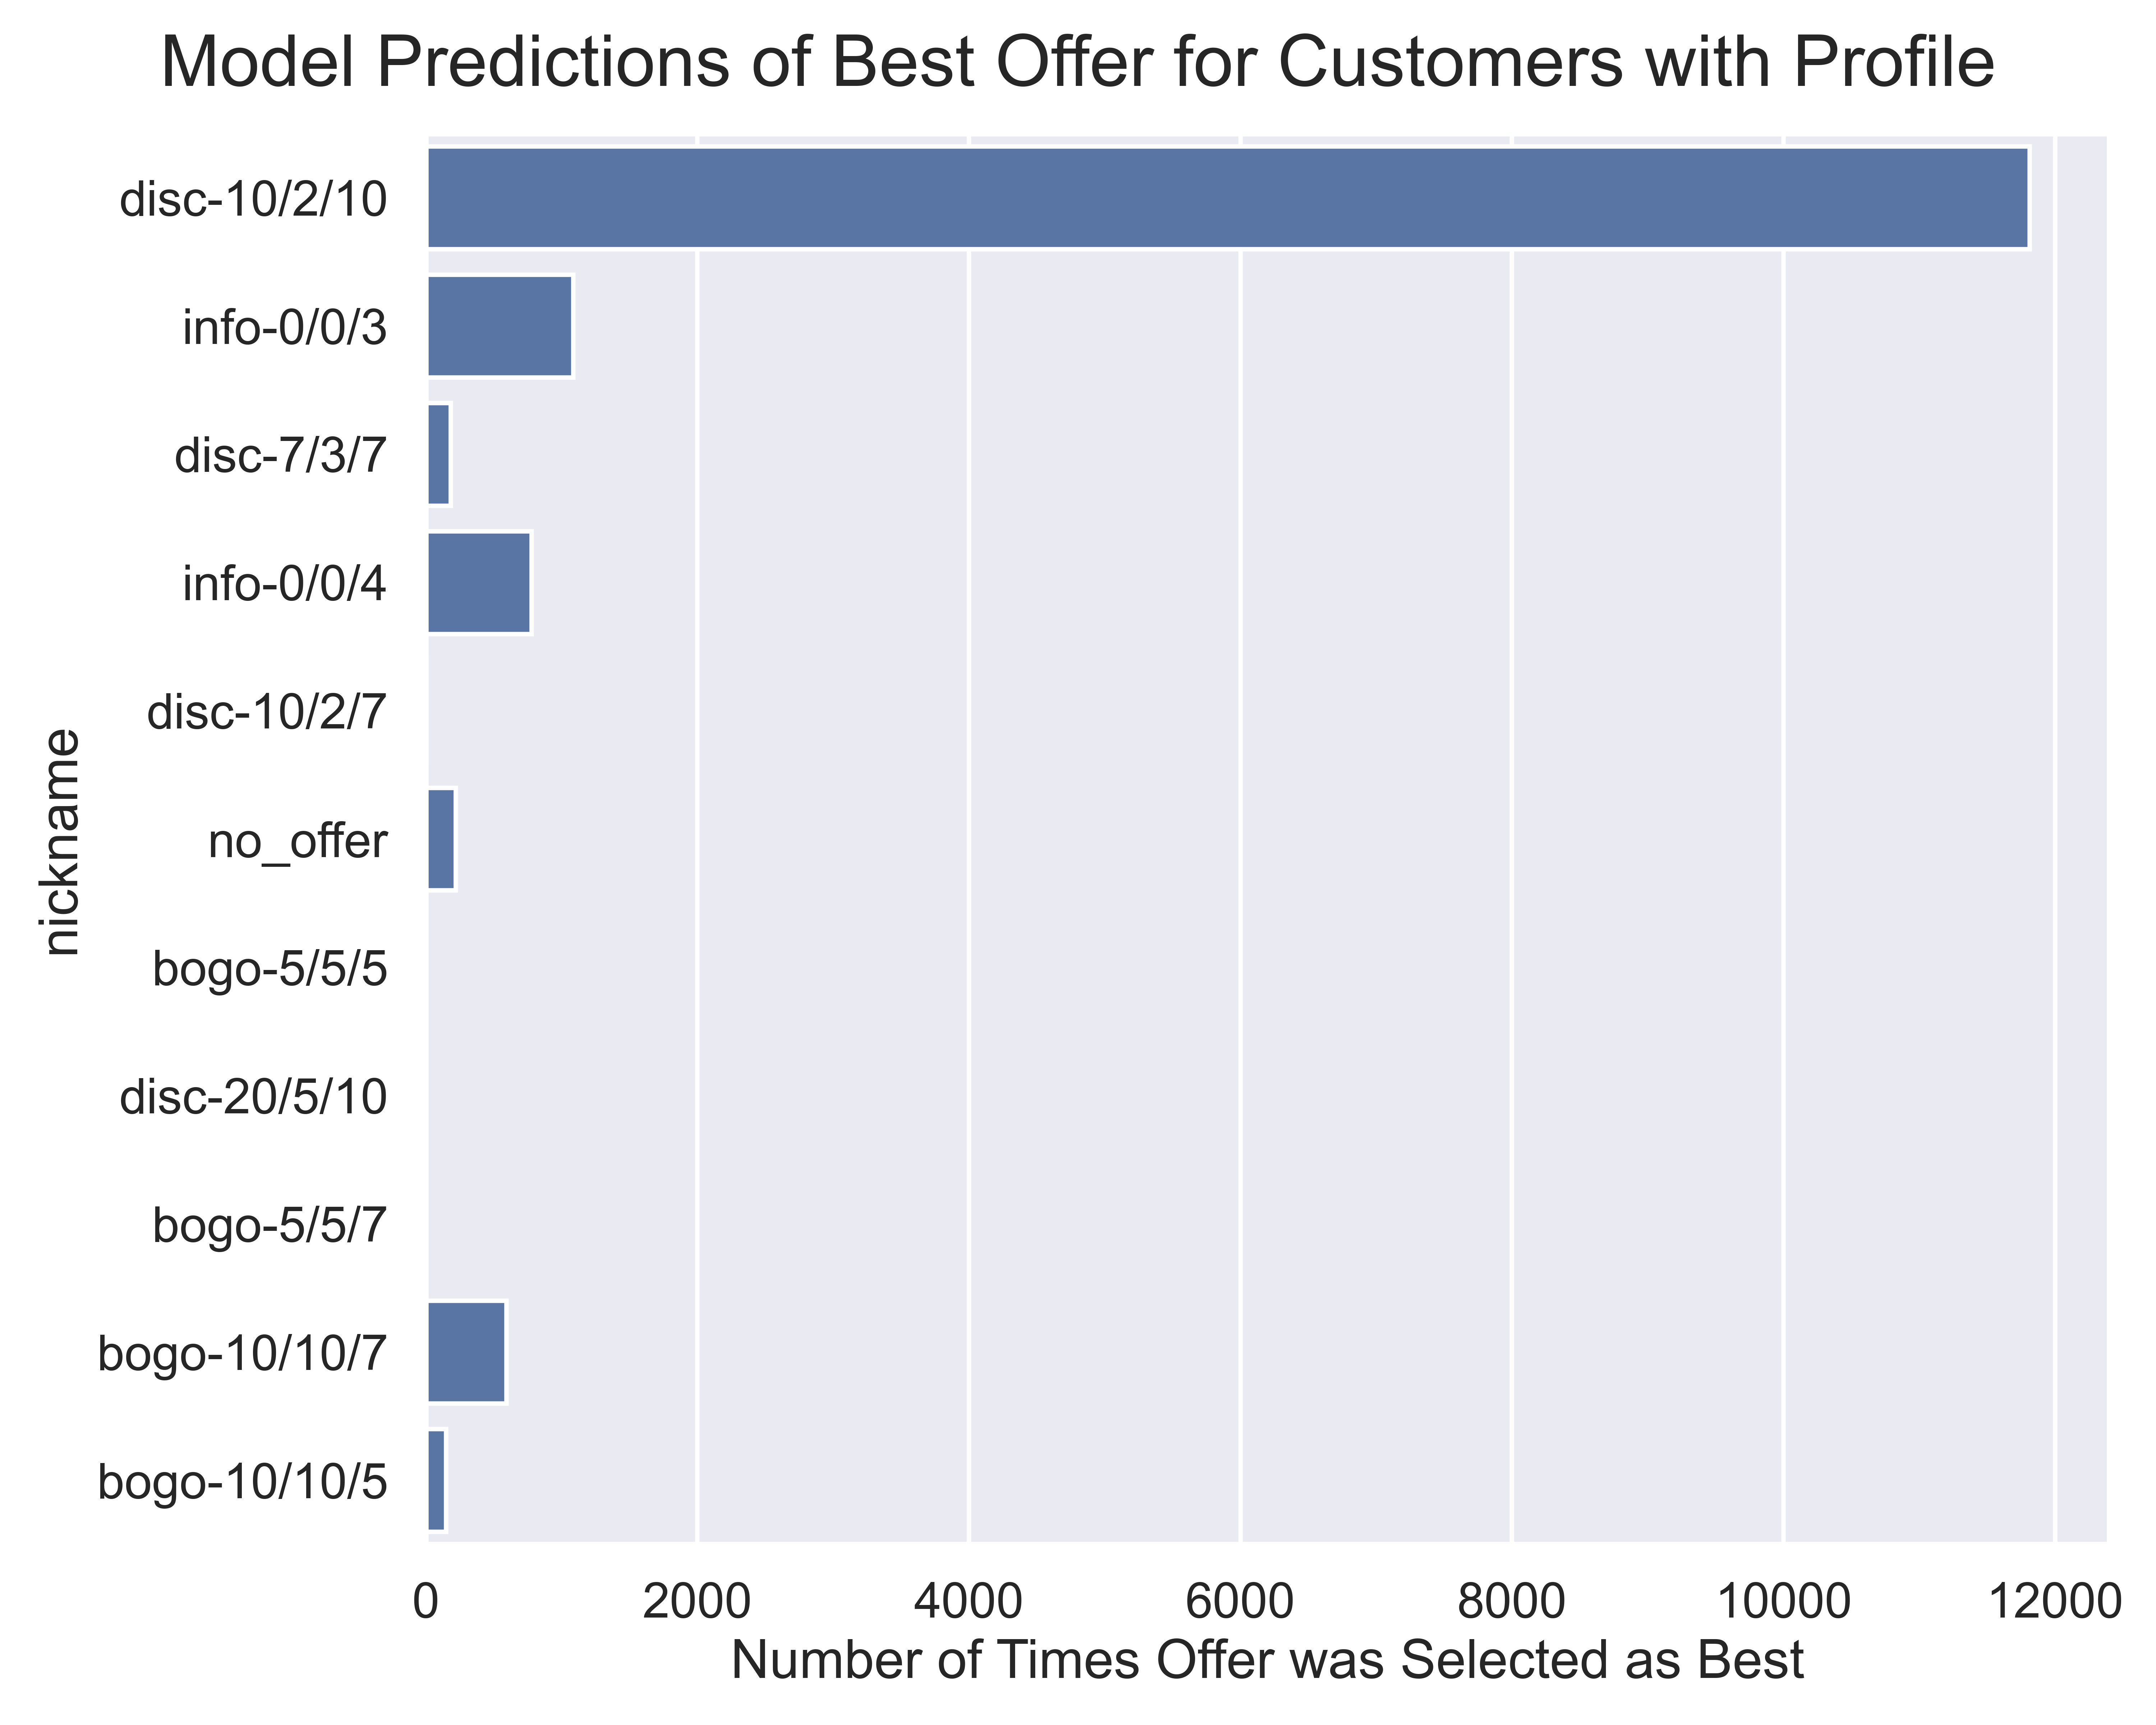 Model Predictions of Best Offer for Customers with Profile
disc-10/2/10
info-0/0/3
disc-7/3/7
info-0/0/4
disc-10/2/7
no_offer
bogo-5/5/5
disc-20/5/10
bogo-5/5/7
bogo-10/10/7
bogo-10/10/5
nickname
0 2000 4000 6000 8000 10000 12000
Number of Times Offer was Selected as Best